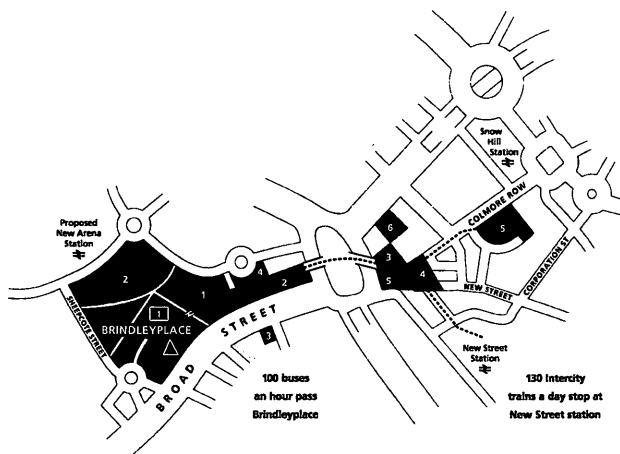 Snow
Hill
Station
COLMORE ROW
6
5
Proposed
New Arena
Station
3
4
2
1
4
2
5
NEW STREET
CORPORATION ST
SHEEPCOTE STREET
1
BRINDLEYPLACE
BROAD STREET
3
New Street
Station
100 buses
an hour pass
Brindleyplace
130 Intercity
trains a day stop at
New Street station